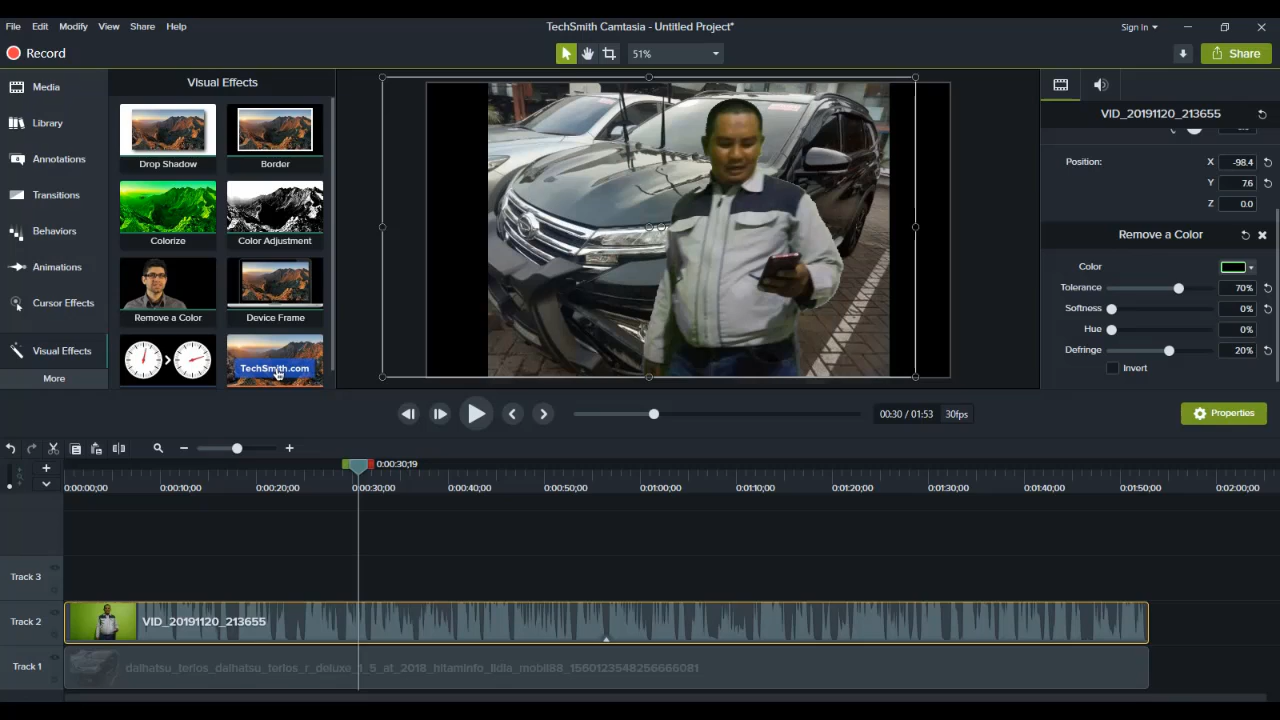 File Edit Modify View Share Help
TechSmith Camtasia - Untitled Project*
Sign in
Record
51%
Share
Media
Library
Annotations
Transitions
Behaviors
Animations
Cursor Effects
Visual Effects
More
Visual Effects
Drop Shadow
Border
Colorize
Color Adjustment
Remove a Color
Device Frame
TechSmith.com
VID_20191120_213655
Position:
X -98.4
Y 7.6
Z 0.0
Remove a Color
Color
Tolerance 70%
Softness 0%
Hue 0%
Defringe 20%
Invert
00:30 / 01:53 30fps
Properties
0:00:30;19
0:00:00;00 0:00:10;00 0:00:20;00 0:00:30;00 0:00:40;00 0:00:50;00 0:01:00;00 0:01:10;00 0:01:20;00 0:01:30;00 0:01:40;00 0:01:50;00 0:02:00;00
Track 3
Track 2
VID_20191120_213655
Track 1
daihatsu_terios_daihatsu_terios_r_deluxe_1_5_at_2018_hitaminfo_lidia_mobil88_1560123548256666081